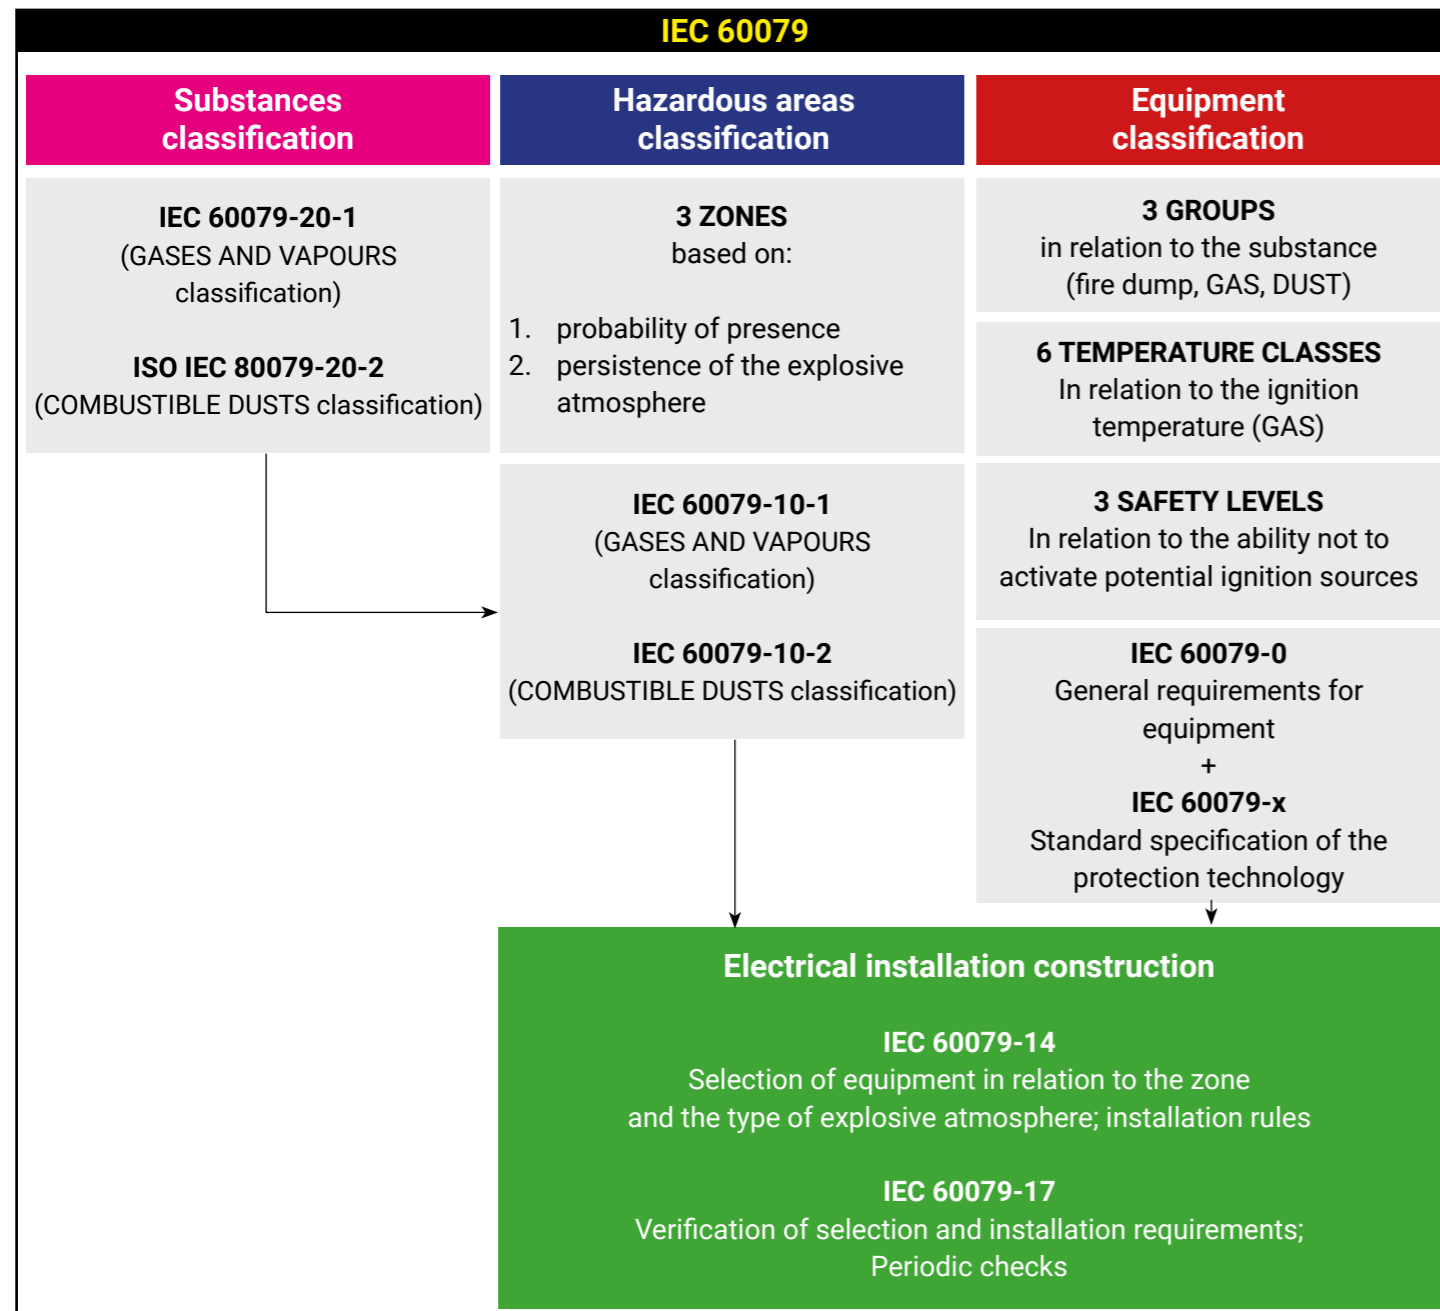 IEC 60079
Substances
classification
IEC 60079-20-1
(GASES AND VAPOURS
classification)
ISO IEC 80079-20-2
(COMBUSTIBLE DUSTS classification)
Hazardous areas
classification
3 ZONES
based on:
1. probability of presence
2. persistence of the explosive
atmosphere
IEC 60079-10-1
(GASES AND VAPOURS
classification)
IEC 60079-10-2
(COMBUSTIBLE DUSTS classification)
Equipment
classification
3 GROUPS
in relation to the substance
(fire dump, GAS, DUST)
6 TEMPERATURE CLASSES
In relation to the ignition
temperature (GAS)
3 SAFETY LEVELS
In relation to the ability not to
activate potential ignition sources
IEC 60079-0
General requirements for
equipment
+
IEC 60079-x
Standard specification of the
protection technology
Electrical installation construction
IEC 60079-14
Selection of equipment in relation to the zone
and the type of explosive atmosphere; installation rules
IEC 60079-17
Verification of selection and installation requirements;
Periodic checks